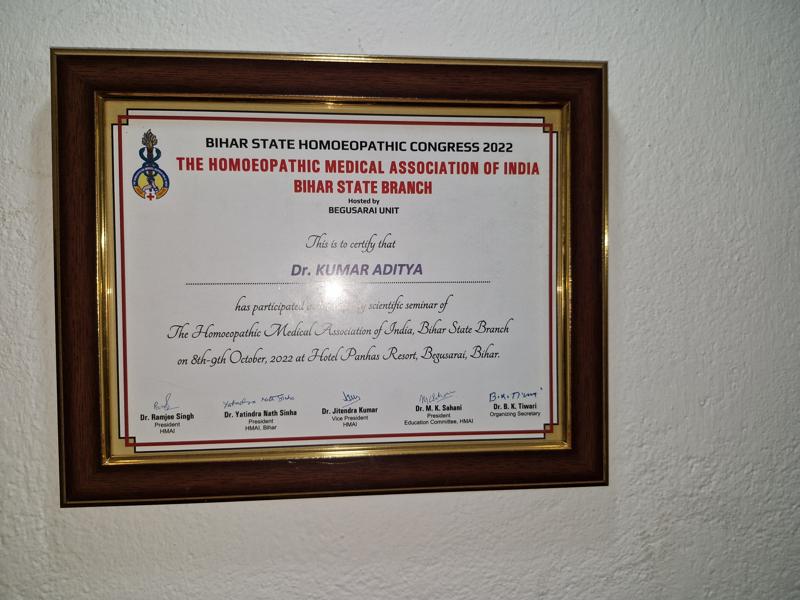 BIHAR STATE HOMOEOPATHIC CONGRESS 2022
THE HOMOEOPATHIC MEDICAL ASSOCIATION OF INDIA
BIHAR STATE BRANCH
Hosted by
BEGUSARAI UNIT
This is to certify that
Dr. KUMAR ADITYA
has participated scientific seminar of
The Homoeopathic Medical Association of India, Bihar State Branch
on 8th-9th October, 2022 at Hotel Panhas Resort, Begusarai, Bihar.
Yatindra Nath Sinha
B.K. Tiwari
Dr. Ramjee Singh
President
HMAI
Dr. Yatindra Nath Sinha
President
HMAI, Bihar
Dr. Jitendra Kumar
Vice President
HMAI
Dr. M. K. Sahani
President
Education Committee, HMAI
Dr. B. K. Tiwari
Organizing Secretary